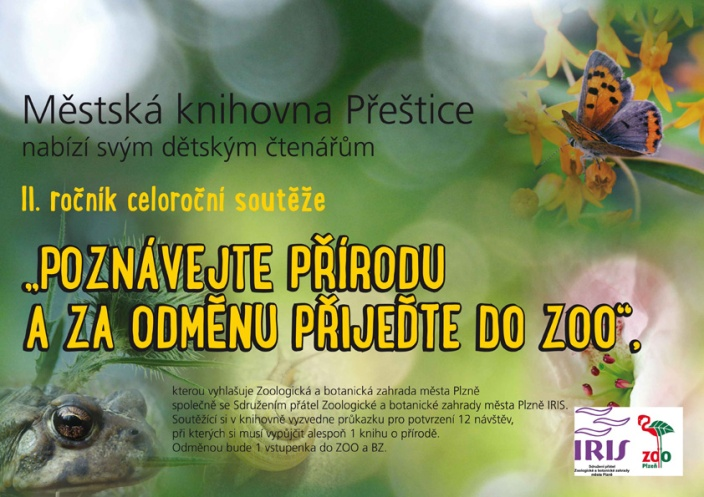 Městská knihovna Přeštice
nabízí svým dětským čtenářům
II. ročník celoroční soutěže
„POZNÁVEJTE PŘÍRODU
A ZA ODMĚNU PŘIJEĎTE DO ZOO“,
kterou vyhlašuje Zoologická a botanická zahrada města Plzně
společně se Sdružením přátel Zoologické a botanické zahrady města Plzně IRIS.
Soutěžící si v knihovně vyzvedne průkazku pro potvrzení 12 návštěv,
při kterých si musí vypůjčit alespoň 1 knihu o přírodě.
Odměnou bude 1 vstupenka do ZOO a BZ.
IRIS
Sdružení přátel
Zoologické a botanické zahrady
města Plzně
zoo
Plzeň